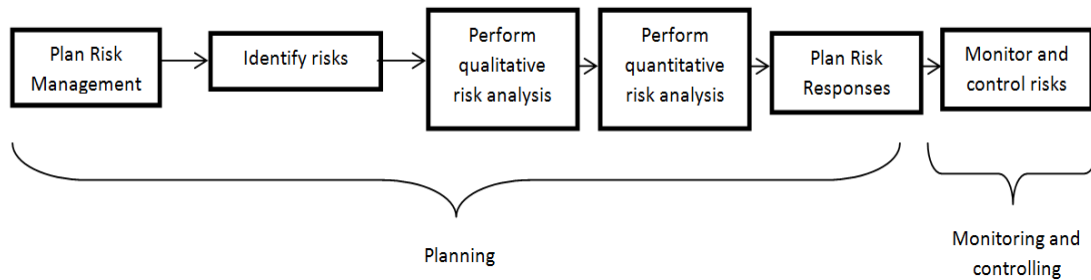 Plan Risk
Management
Identify risks
Perform
qualitative
risk analysis
Perform
quantitative
risk analysis
Plan Risk
Responses
Monitor and
control risks
Planning
Monitoring and
controlling